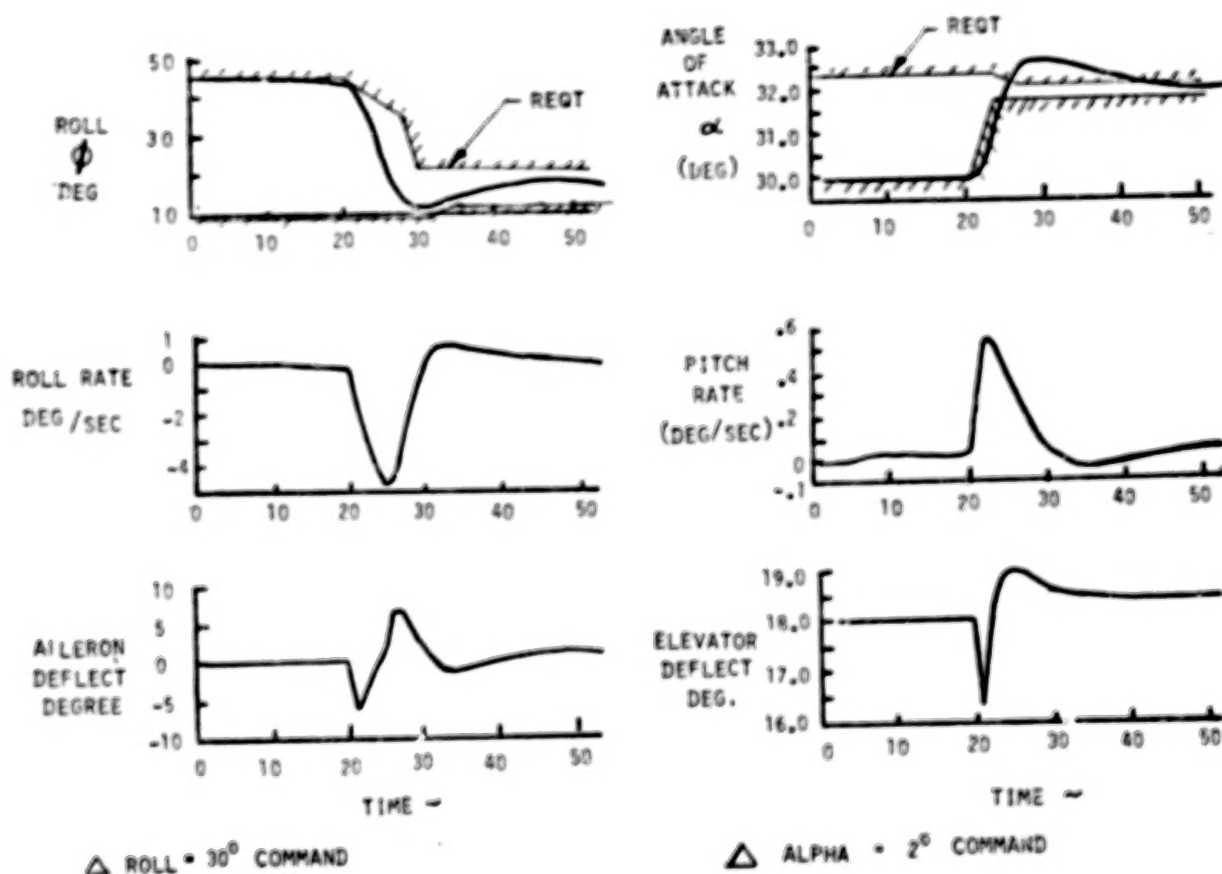 50
30
10
ROLL
ϕ
DEG
REQT
0 10 20 30 40 50
1
0
-2
-4
ROLL RATE
DEG/SEC
0 10 20 30 40 50
10
5
0
-5
-10
AILERON
DEFLECT
DEGREE
0 10 20 30 40 50
TIME ~
△ ROLL = 30° COMMAND
ANGLE
OF
ATTACK
α
(DEG)
33.0
32.0
31.0
30.0
REQT
0 10 20 30 40 50
.6
.4
.2
0
-.1
PITCH
RATE
(DEG/SEC)
0 10 20 30 40 50
19.0
18.0
17.0
16.0
ELEVATOR
DEFLECT
DEG.
0 10 20 30 40 50
TIME ~
△ ALPHA = 2° COMMAND